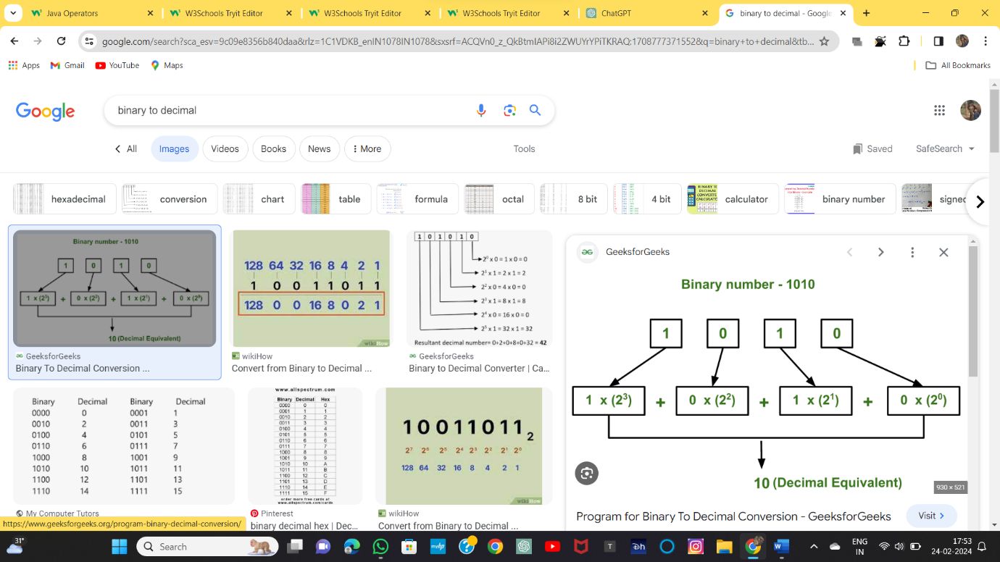 Java Operators
W3Schools Tryit Editor
W3Schools Tryit Editor
W3Schools Tryit Editor
ChatGPT
binary to decimal - Google
google.com/search?sca_esv=9c09e8356b840daa&rlz=1C1VDKB_enIN1078IN1078&sxsrf=ACQVn0_z_QkBtmIAPi8i2ZWUYrYPiTKRAQ:1708777371552&q=binary+to+decimal&tb...
Apps Gmail YouTube Maps All Bookmarks
Google
binary to decimal
All Images Videos Books News More Tools Saved SafeSearch
hexadecimal conversion chart table formula octal 8 bit 4 bit calculator binary number signed
Binary number - 1010
1 0 1 0
1 x (2³) + 0 x (2²) + 1 x (2¹) + 0 x (2⁰)
10 (Decimal Equivalent)
GeeksforGeeks
Binary To Decimal Conversion ...
128 64 32 16 8 4 2 1
1 0 0 1 1 0 1 1
128 0 0 16 8 0 2 1
wikiHow
wikiHow
Convert from Binary to Decimal ...
1 0 1 0 1 0
2⁰ x 0 = 1 x 0 = 0
2¹ x 1 = 2 x 1 = 2
2² x 0 = 4 x 0 = 0
2³ x 1 = 8 x 1 = 8
2⁴ x 0 = 16 x 0 = 0
2⁵ x 1 = 32 x 1 = 32
Resultant decimal number= 0+2+0+8+0+32 = 42
GeeksforGeeks
Binary to Decimal Converter | Ca...
Binary Decimal Binary Decimal
0000 0 0001 1
0010 2 0011 3
0100 4 0101 5
0110 6 0111 7
1000 8 1001 9
1010 10 1011 11
1100 12 1101 13
1110 14 1111 15
My Computer Tutors
www.allspectrum.com
Binary Decimal Hex
0000 0 0
0001 1 1
0010 2 2
0011 3 3
0100 4 4
0101 5 5
0110 6 6
0111 7 7
1000 8 8
1001 9 9
1010 10 A
1011 11 B
1100 12 C
1101 13 D
1110 14 E
1111 15 F
order more free cards at
www.allspectrum.com/cards
Pinterest
binary decimal hex | Dec...
10011011₂
2⁷ 2⁶ 2⁵ 2⁴ 2³ 2² 2¹ 2⁰
128 64 32 16 8 4 2 1
wikiHow
wikiHow
Convert from Binary to Decimal ...
GeeksforGeeks
Binary number - 1010
1 0 1 0
1 x (2³) + 0 x (2²) + 1 x (2¹) + 0 x (2⁰)
10 (Decimal Equivalent)
930 × 521
Program for Binary To Decimal Conversion - GeeksforGeeks
Visit
https://www.geeksforgeeks.org/program-binary-decimal-conversion/
31°
Search
ENG
IN
17:53
24-02-2024